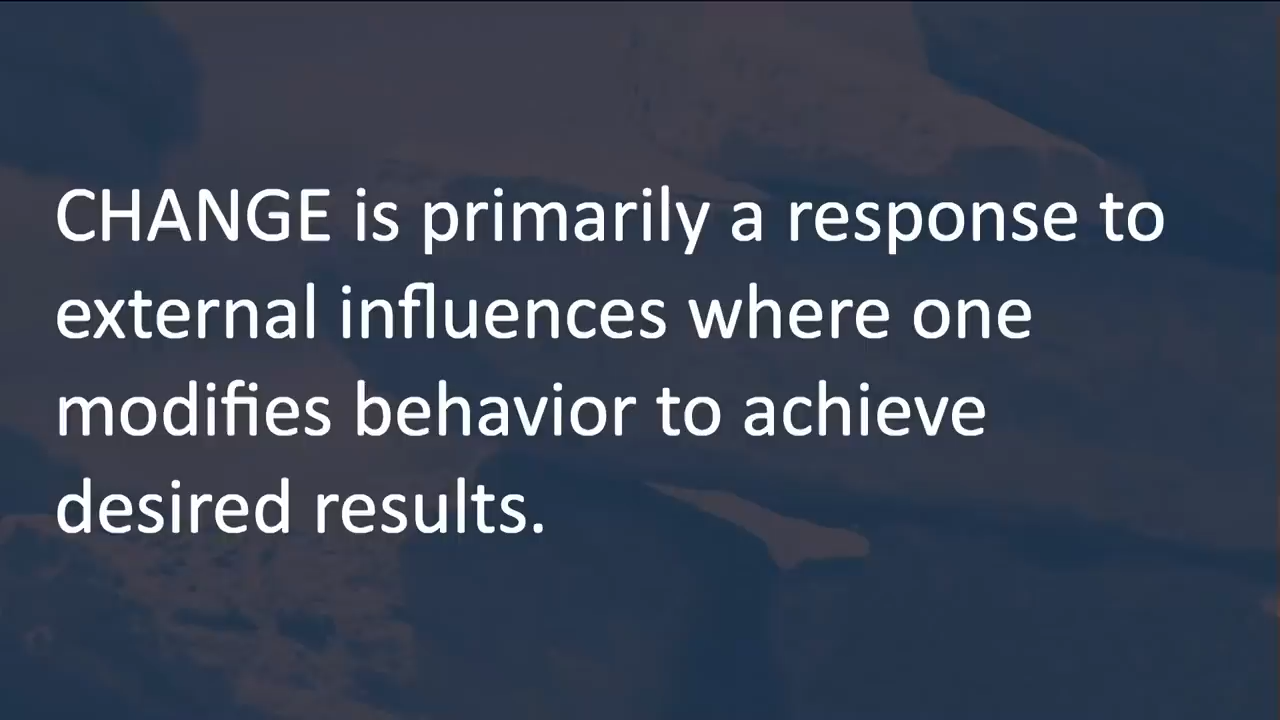 CHANGE is primarily a response to
external influences where one
modifies behavior to achieve
desired results.